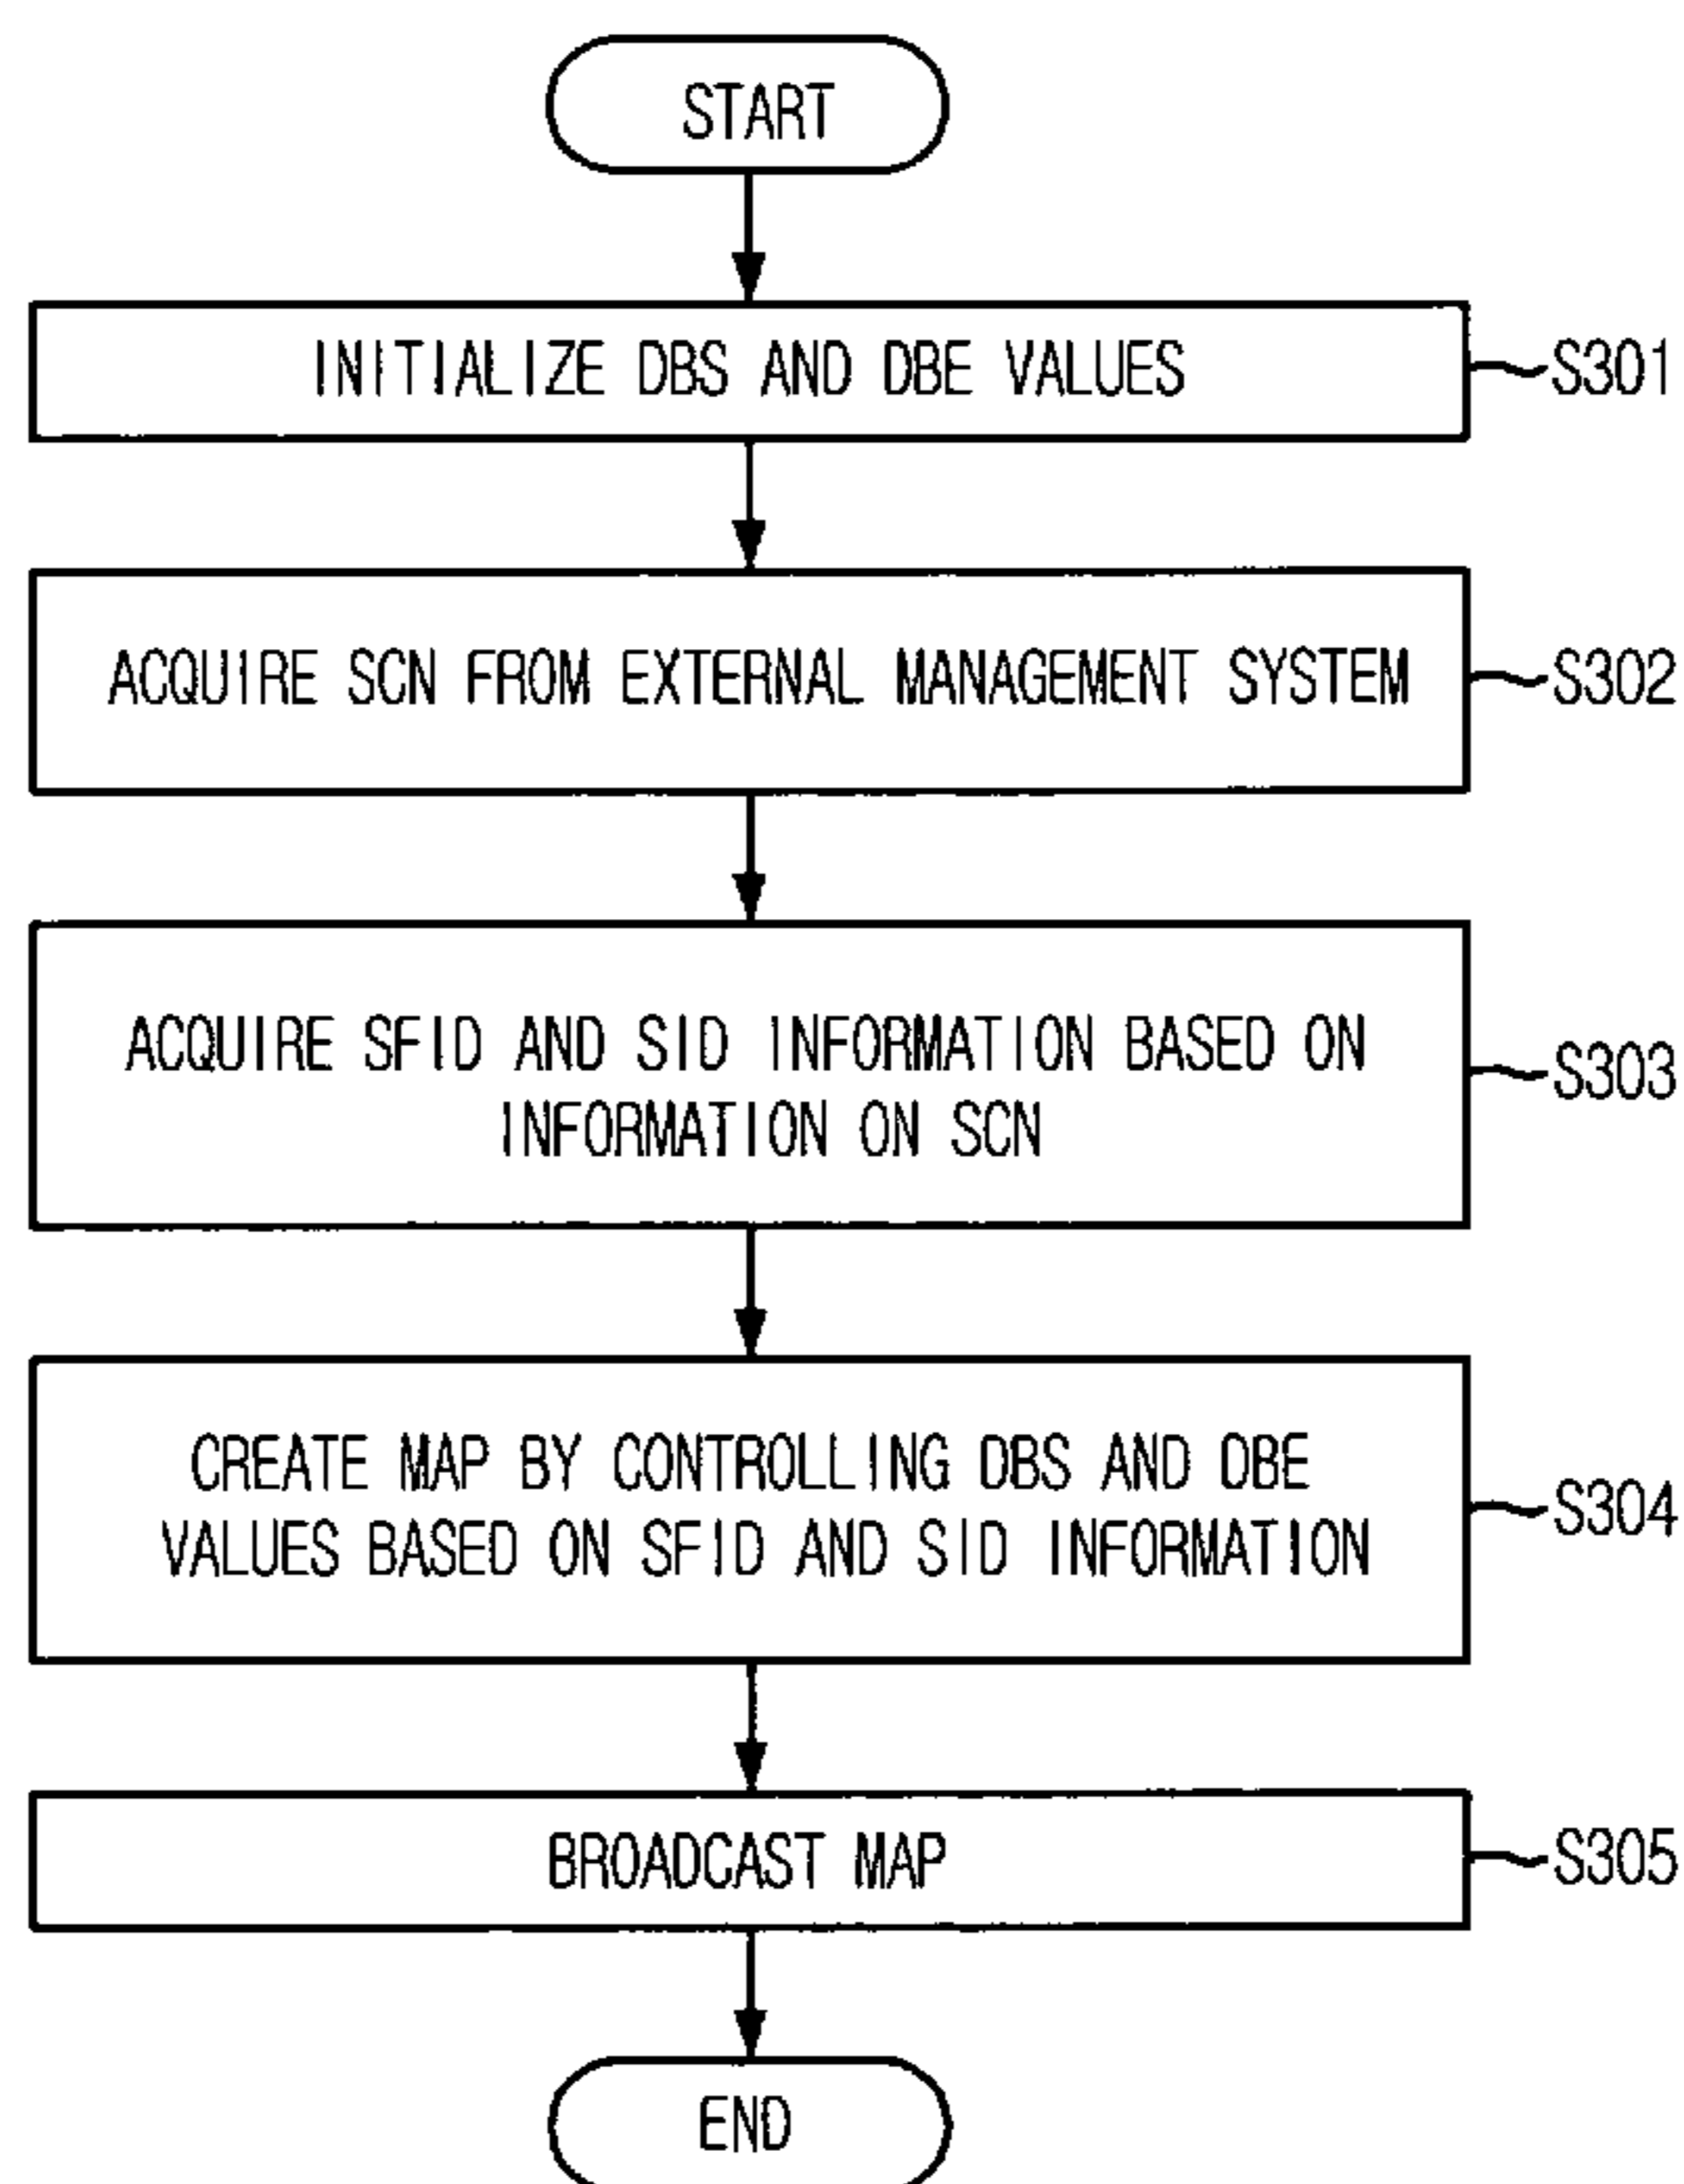 START
INITIALIZE DBS AND DBE VALUES
S301
ACQUIRE SCN FROM EXTERNAL MANAGEMENT SYSTEM
S302
ACQUIRE SFID AND SID INFORMATION BASED ON
INFORMATION ON SCN
S303
CREATE MAP BY CONTROLLING DBS AND DBE
VALUES BASED ON SFID AND SID INFORMATION
S304
BROADCAST MAP
S305
END